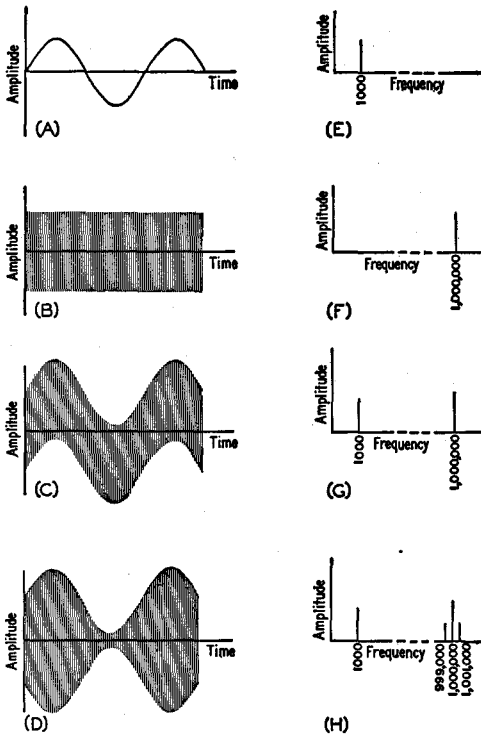 Amplitude
Time
(A)
Amplitude
1000
Frequency
(E)
Amplitude
Time
(B)
Amplitude
Frequency
1,000,000
(F)
Amplitude
Time
(C)
Amplitude
1000
Frequency
1,000,000
(G)
Amplitude
Time
(D)
Amplitude
1000
Frequency
999,000
1,000,000
1,001,000
(H)